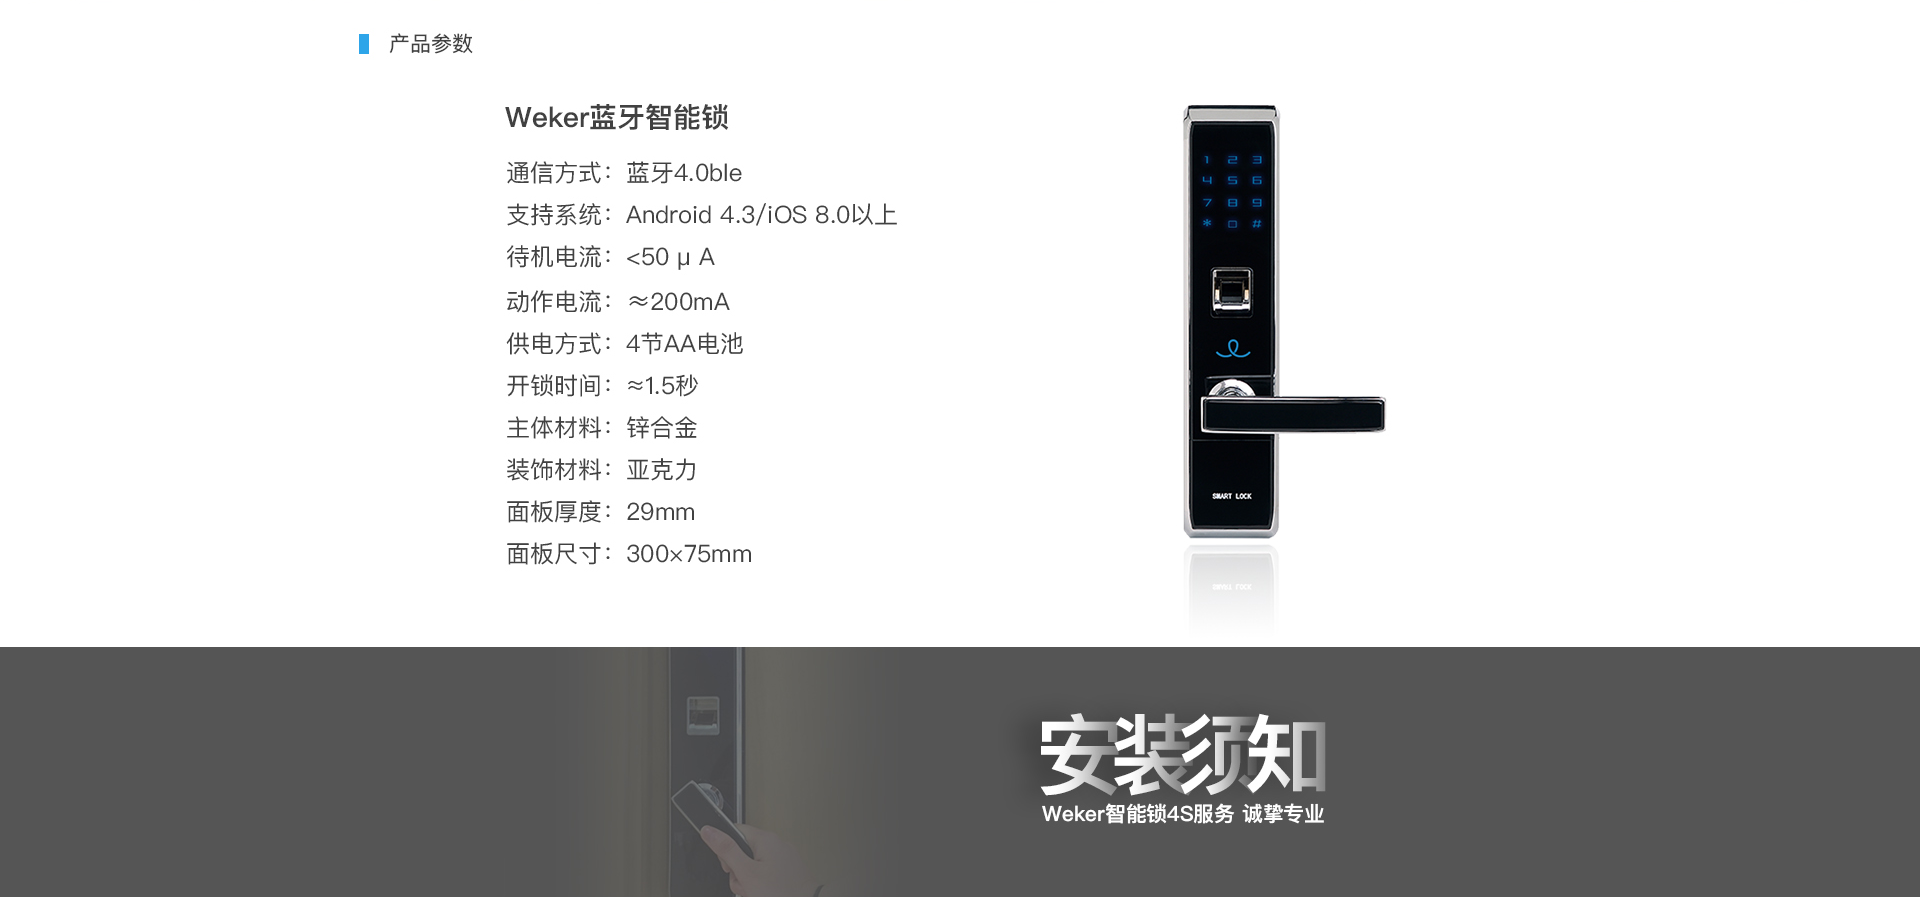 产品参数
Weker蓝牙智能锁
通信方式：蓝牙4.0ble
支持系统：Android 4.3/iOS 8.0以上
待机电流：<50 μ A
动作电流：≈200mA
供电方式：4节AA电池
开锁时间：≈1.5秒
主体材料：锌合金
装饰材料：亚克力
面板厚度：29mm
面板尺寸：300×75mm
1 2 3
4 5 6
7 8 9
* 0 #
SMART LOCK
安装须知
Weker智能锁4S服务 诚挚专业